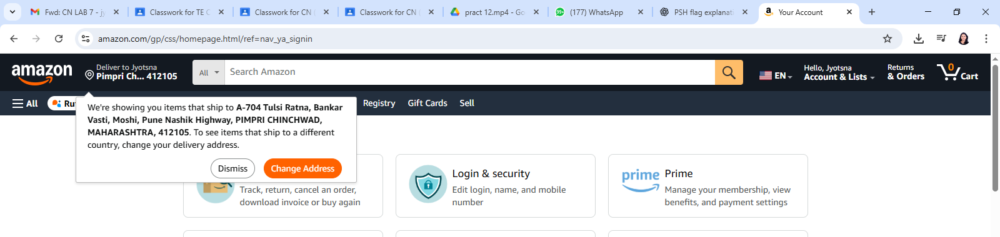 Fwd: CN LAB 7 - jy
Classwork for TE C
Classwork for CN (
Classwork for CN (
pract 12.mp4 - Go
99+
(177) WhatsApp
PSH flag explanati
Your Account
amazon.com/gp/css/homepage.html/ref=nav_ya_signin
amazon
Deliver to Jyotsna
Pimpri Ch... 412105
All
Search Amazon
EN
Hello, Jyotsna
Account & Lists
Returns
& Orders
0
Cart
All
Ru
Registry
Gift Cards
Sell
We're showing you items that ship to A-704 Tulsi Ratna, Bankar
Vasti, Moshi, Pune Nashik Highway, PIMPRI CHINCHWAD,
MAHARASHTRA, 412105. To see items that ship to a different
country, change your delivery address.
Dismiss
Change Address
Track, return, cancel an order,
download invoice or buy again
Login & security
Edit login, name, and mobile
number
prime
Prime
Manage your membership, view
benefits, and payment settings